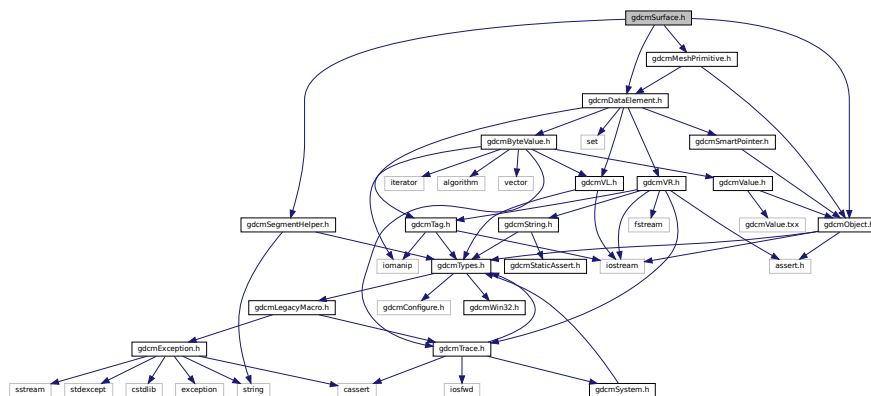 gdcmSurface.h
gdcmMeshPrimitive.h
gdcmDataElement.h
gdcmByteValue.h
set
gdcmSmartPointer.h
iterator
algorithm
vector
gdcmVL.h
gdcmVR.h
gdcmValue.h
gdcmSegmentHelper.h
gdcmTag.h
gdcmString.h
fstream
gdcmValue.txx
gdcmObject.h
iomanip
gdcmTypes.h
gdcmStaticAssert.h
iostream
assert.h
gdcmLegacyMacro.h
gdcmConfigure.h
gdcmWin32.h
gdcmException.h
gdcmTrace.h
sstream
stdexcept
cstdlib
exception
string
cassert
iosfwd
gdcmSystem.h